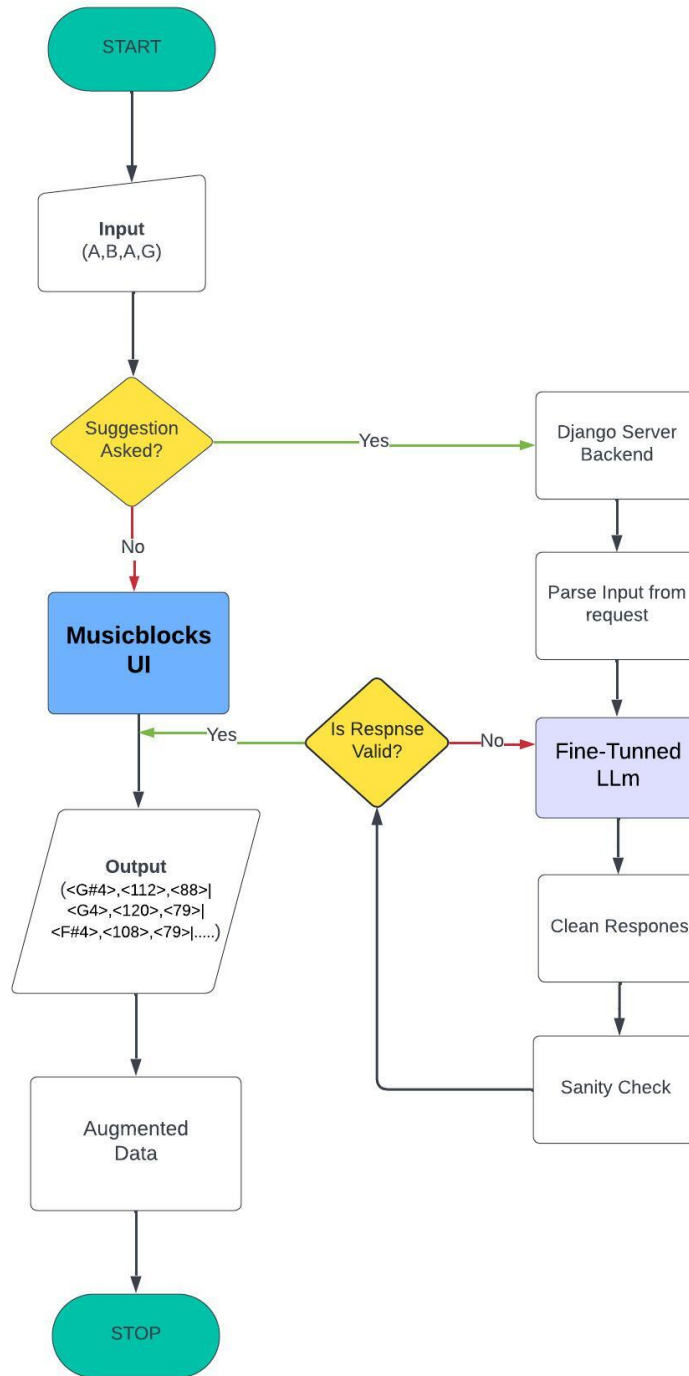 START
Input
(A,B,A,G)
Suggestion
Asked?
Yes
Django Server
Backend
No
Parse Input from
request
Musicblocks
UI
Is Respnse
Valid?
Yes
No
Fine-Tunned
LLm
Output
(<G#4>,<112>,<88>|
<G4>,<120>,<79>|
<F#4>,<108>,<79>|.....)
Clean Respones
Sanity Check
Augmented
Data
STOP